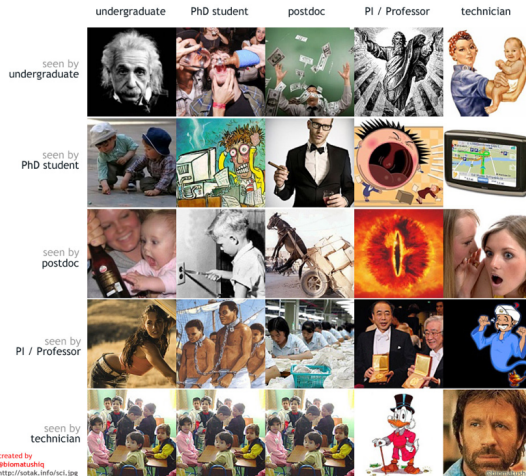 undergraduate PhD student postdoc PI / Professor technician
seen by
undergraduate
seen by
PhD student
seen by
postdoc
seen by
PI / Professor
seen by
technician
created by
@biomatushiq
http://sotak.info/sci.jpg